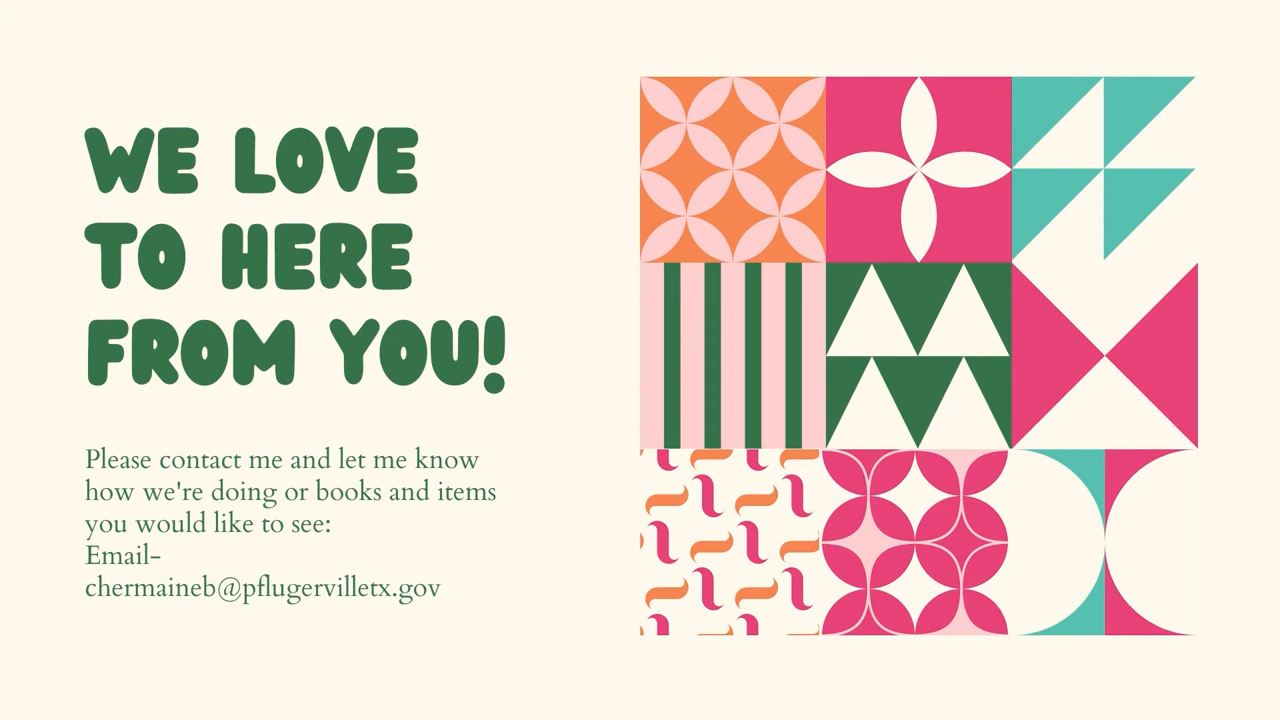 WE LOVE
TO HERE
FROM YOU!
Please contact me and let me know
how we're doing or books and items
you would like to see:
Email-
chermaineb@pflugervilletx.gov